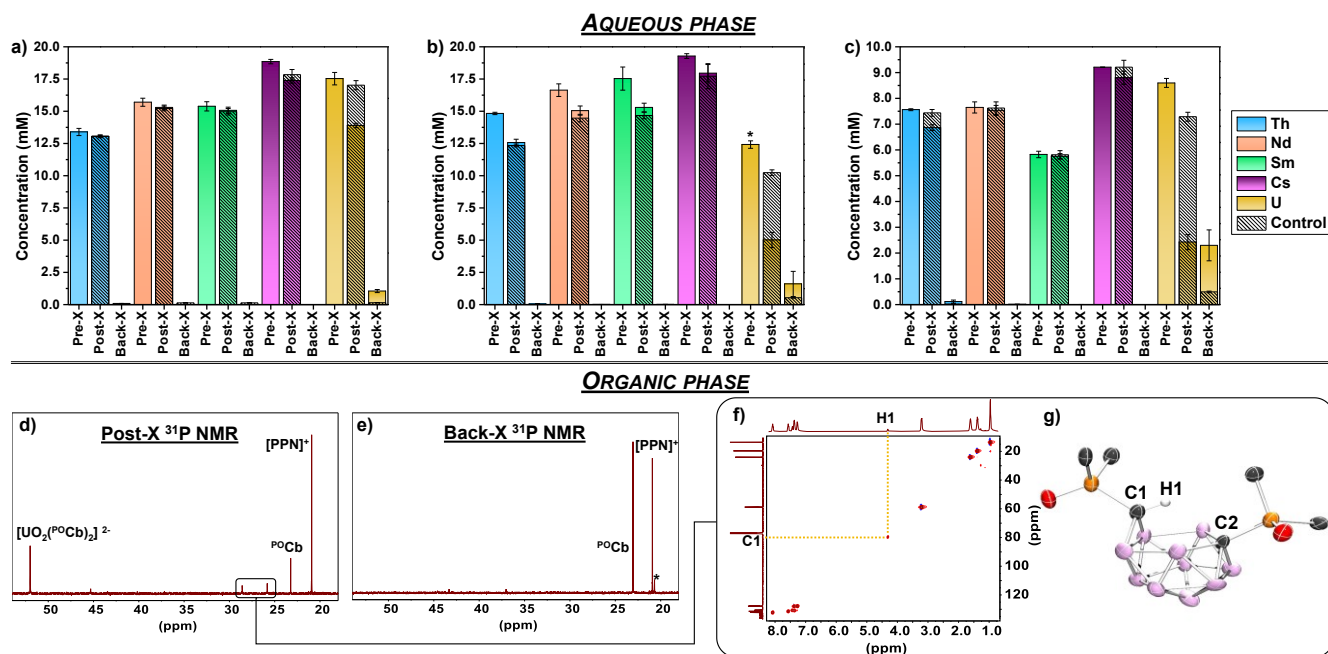 AQUEOUS PHASE
a)
Concentration (mM)
20.0
17.5
15.0
12.5
10.0
7.5
5.0
2.5
0.0
Pre-X Post-X Back-X Pre-X Post-X Back-X Pre-X Post-X Back-X Pre-X Post-X Back-X Pre-X Post-X Back-X
b)
Concentration (mM)
20.0
17.5
15.0
12.5
10.0
7.5
5.0
2.5
0.0
*
Pre-X Post-X Back-X Pre-X Post-X Back-X Pre-X Post-X Back-X Pre-X Post-X Back-X Pre-X Post-X Back-X
c)
Concentration (mM)
10.0
9.0
8.0
7.0
6.0
5.0
4.0
3.0
2.0
1.0
0.0
Pre-X Post-X Back-X Pre-X Post-X Back-X Pre-X Post-X Back-X Pre-X Post-X Back-X Pre-X Post-X Back-X
Th
Nd
Sm
Cs
U
Control
ORGANIC PHASE
d)
Post-X ³¹P NMR
[PPN]⁺
[UO₂(ᴾᴼCb)₂] ²⁻
ᴾᴼCb
50 45 40 35 30 25 20
(ppm)
e)
Back-X ³¹P NMR
[PPN]⁺
ᴾᴼCb
*
50 45 40 35 30 25 20
(ppm)
f)
H1
C1
20
40
60
80
100
120
(ppm)
8.0 7.0 6.0 5.0 4.0 3.0 2.0 1.0
(ppm)
g)
C1 H1
C2